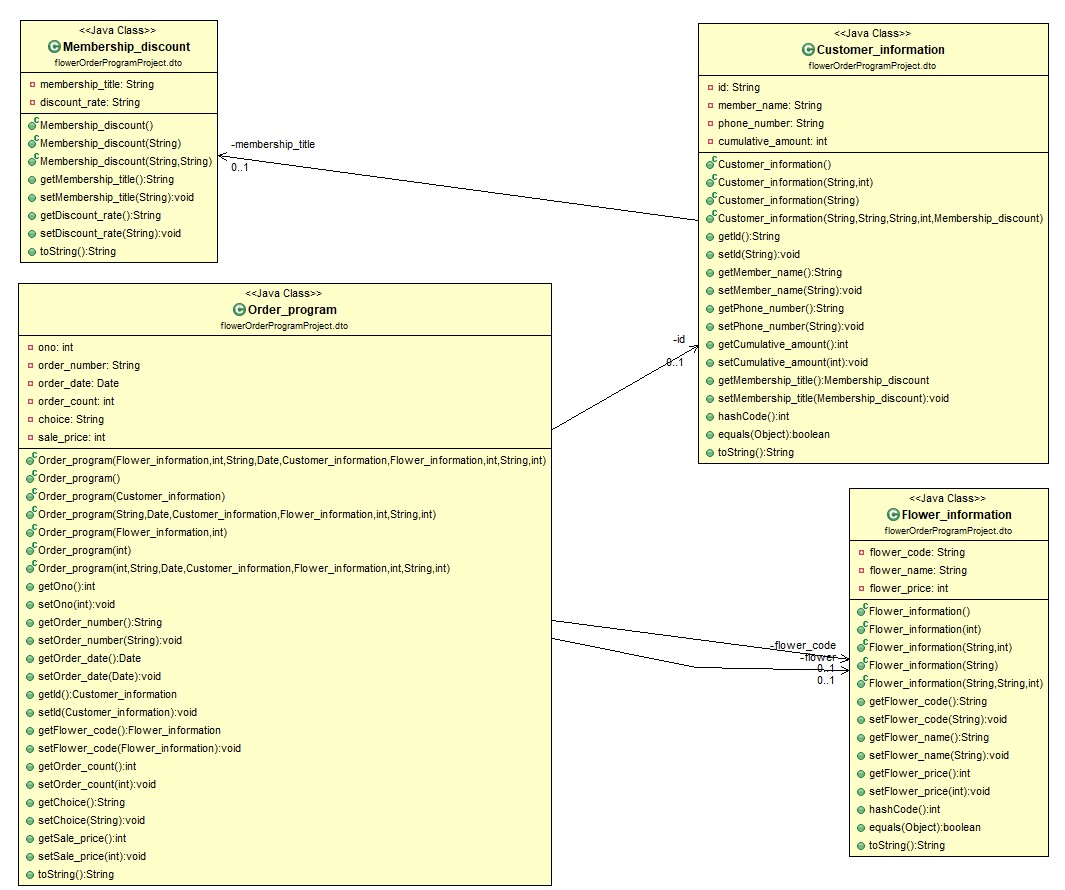 <<Java Class>>
Membership_discount
flowerOrderProgramProject.dto
membership_title: String
discount_rate: String
Membership_discount()
Membership_discount(String)
Membership_discount(String,String)
getMembership_title():String
setMembership_title(String):void
getDiscount_rate():String
setDiscount_rate(String):void
toString():String
-membership_title
0..1
<<Java Class>>
Customer_information
flowerOrderProgramProject.dto
id: String
member_name: String
phone_number: String
cumulative_amount: int
Customer_information()
Customer_information(String,int)
Customer_information(String)
Customer_information(String,String,String,int,Membership_discount)
getId():String
setId(String):void
getMember_name():String
setMember_name(String):void
getPhone_number():String
setPhone_number(String):void
getCumulative_amount():int
setCumulative_amount(int):void
getMembership_title():Membership_discount
setMembership_title(Membership_discount):void
hashCode():int
equals(Object):boolean
toString():String
<<Java Class>>
Order_program
flowerOrderProgramProject.dto
ono: int
order_number: String
order_date: Date
order_count: int
choice: String
sale_price: int
Order_program(Flower_information,int,String,Date,Customer_information,Flower_information,int,String,int)
Order_program()
Order_program(Customer_information)
Order_program(String,Date,Customer_information,Flower_information,int,String,int)
Order_program(Flower_information,int)
Order_program(int)
Order_program(int,String,Date,Customer_information,Flower_information,int,String,int)
getOno():int
setOno(int):void
getOrder_number():String
setOrder_number(String):void
getOrder_date():Date
setOrder_date(Date):void
getId():Customer_information
setId(Customer_information):void
getFlower_code():Flower_information
setFlower_code(Flower_information):void
getOrder_count():int
setOrder_count(int):void
getChoice():String
setChoice(String):void
getSale_price():int
setSale_price(int):void
toString():String
-id
0..1
-flower_code
-flower
0..1
0..1
<<Java Class>>
Flower_information
flowerOrderProgramProject.dto
flower_code: String
flower_name: String
flower_price: int
Flower_information()
Flower_information(int)
Flower_information(String,int)
Flower_information(String)
Flower_information(String,String,int)
getFlower_code():String
setFlower_code(String):void
getFlower_name():String
setFlower_name(String):void
getFlower_price():int
setFlower_price(int):void
hashCode():int
equals(Object):boolean
toString():String